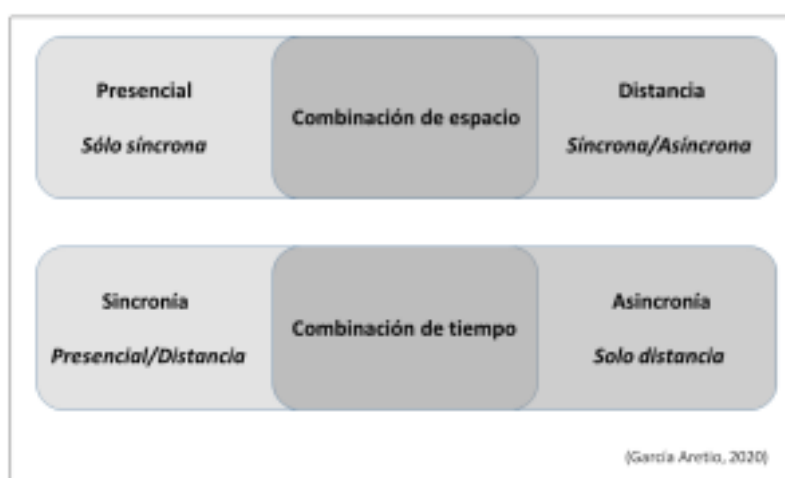 Presencial
Sólo síncrona
Combinación de espacio
Distancia
Síncrona/Asíncrona
Sincronía
Presencial/Distancia
Combinación de tiempo
Asincronía
Solo distancia
(García Aretio, 2020)